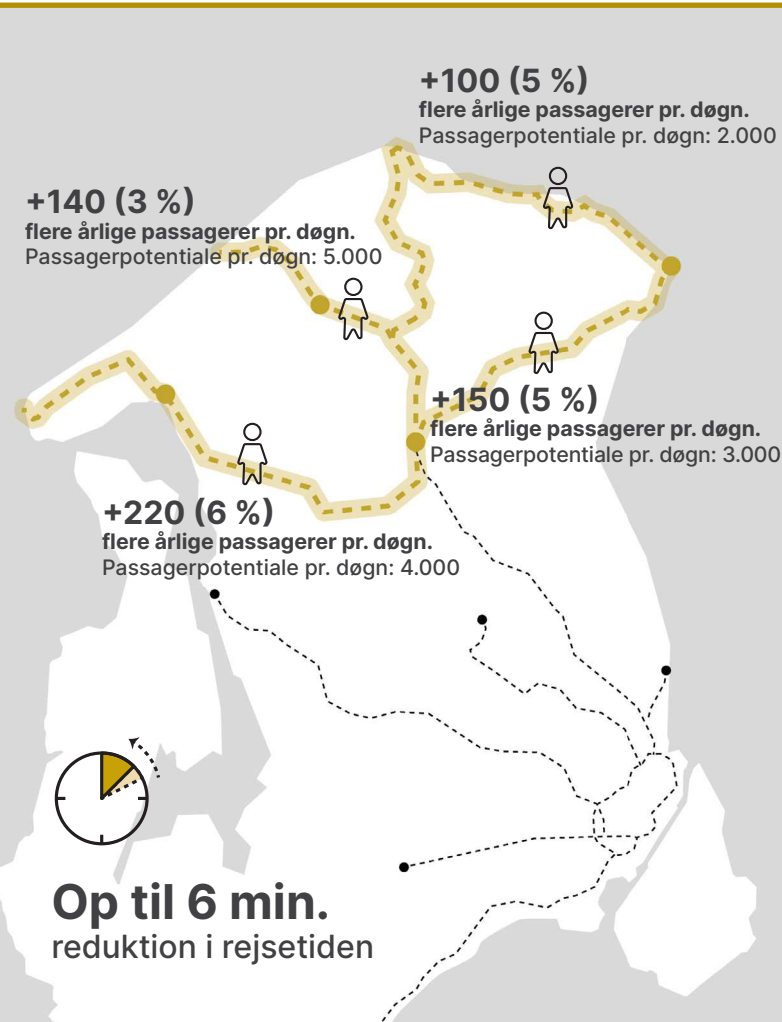 +100 (5 %)
flere årlige passagerer pr. døgn.
Passagerpotentiale pr. døgn: 2.000
+140 (3 %)
flere årlige passagerer pr. døgn.
Passagerpotentiale pr. døgn: 5.000
+150 (5 %)
flere årlige passagerer pr. døgn.
Passagerpotentiale pr. døgn: 3.000
+220 (6 %)
flere årlige passagerer pr. døgn.
Passagerpotentiale pr. døgn: 4.000
Op til 6 min.
reduktion i rejsetiden